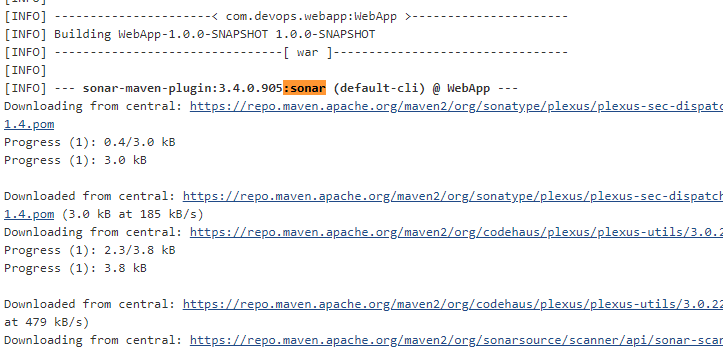 [INFO]
[INFO] ----------------------< com.devops.webapp:WebApp >----------------------
[INFO] Building WebApp-1.0.0-SNAPSHOT 1.0.0-SNAPSHOT
[INFO] --------------------------------[ war ]---------------------------------
[INFO]
[INFO] --- sonar-maven-plugin:3.4.0.905:sonar (default-cli) @ WebApp ---
Downloading from central: https://repo.maven.apache.org/maven2/org/sonatype/plexus/plexus-sec-dispatc
1.4.pom
Progress (1): 0.4/3.0 kB
Progress (1): 3.0 kB
Downloaded from central: https://repo.maven.apache.org/maven2/org/sonatype/plexus/plexus-sec-dispatch
1.4.pom (3.0 kB at 185 kB/s)
Downloading from central: https://repo.maven.apache.org/maven2/org/codehaus/plexus/plexus-utils/3.0.2
Progress (1): 2.3/3.8 kB
Progress (1): 3.8 kB
Downloaded from central: https://repo.maven.apache.org/maven2/org/codehaus/plexus/plexus-utils/3.0.22
at 479 kB/s)
Downloading from central: https://repo.maven.apache.org/maven2/org/sonarsource/scanner/api/sonar-scan